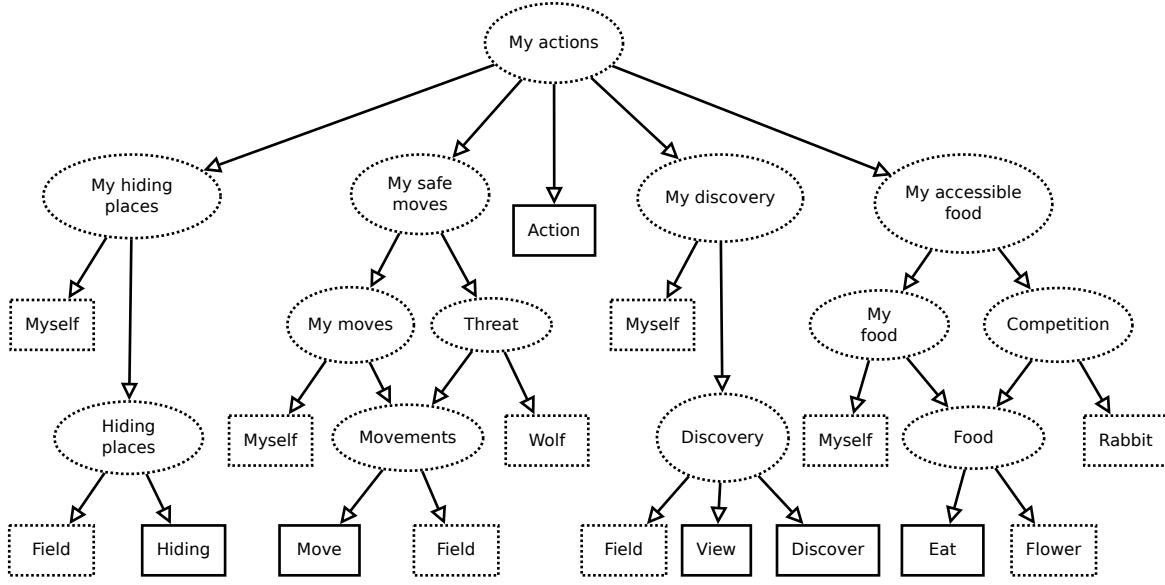 My actions
My hiding
places
My safe
moves
Action
My discovery
My accessible
food
Myself
My moves
Threat
Myself
My
food
Competition
Hiding
places
Myself
Movements
Wolf
Discovery
Myself
Food
Rabbit
Field
Hiding
Move
Field
Field
View
Discover
Eat
Flower